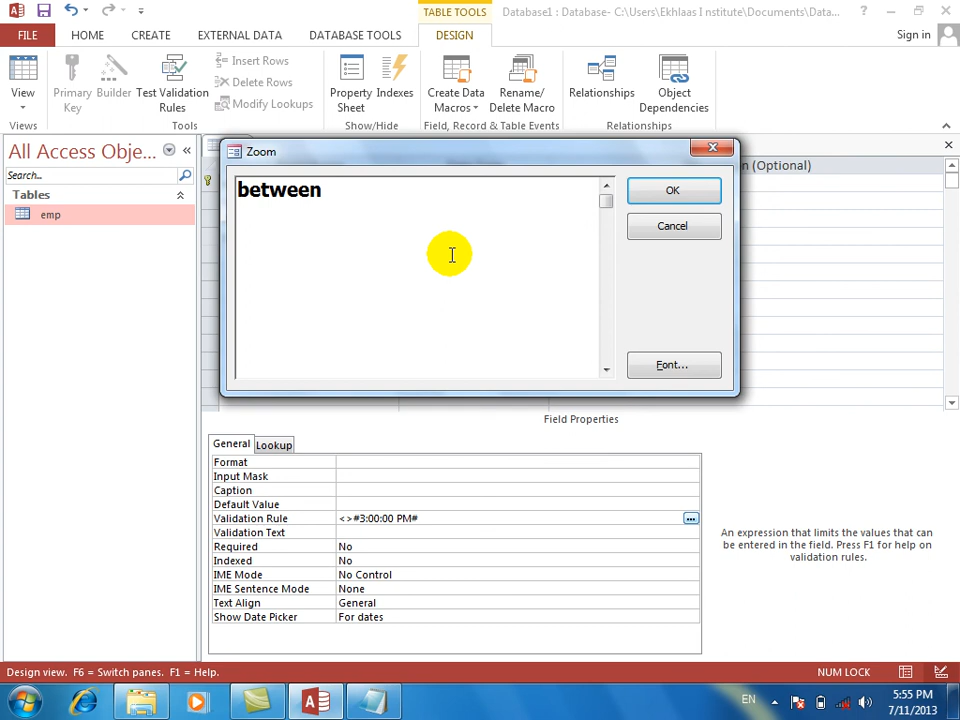 TABLE TOOLS
Database1 : Database- C:\Users\Ekhlaas I nstitute\Documents\Data...
FILE
HOME
CREATE
EXTERNAL DATA
DATABASE TOOLS
DESIGN
Sign in
View
Primary Key
Builder
Test Validation Rules
Insert Rows
Delete Rows
Modify Lookups
Property Sheet
Indexes
Create Data Macros
Rename/ Delete Macro
Relationships
Object Dependencies
Views
Tools
Show/Hide
Field, Record & Table Events
Relationships
All Access Obje...
Search...
Tables
emp
n (Optional)
Zoom
between
OK
Cancel
Font...
Field Properties
General
Lookup
Format
Input Mask
Caption
Default Value
Validation Rule <>#3:00:00 PM#
Validation Text
Required No
Indexed No
IME Mode No Control
IME Sentence Mode None
Text Align General
Show Date Picker For dates
An expression that limits the values that can
be entered in the field. Press F1 for help on
validation rules.
Design view. F6 = Switch panes. F1 = Help.
NUM LOCK
EN
5:55 PM
7/11/2013